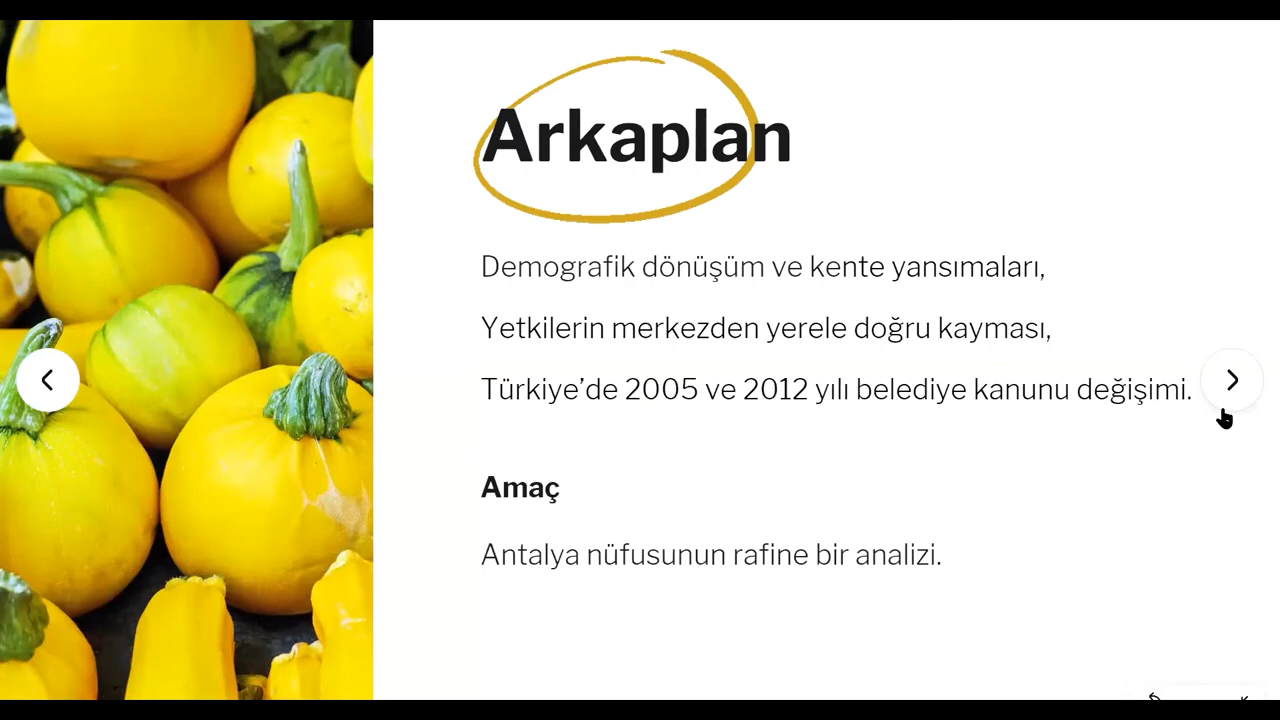 Arkaplan
Demografik dönüşüm ve kente yansımaları,
Yetkilerin merkezden yerele doğru kayması,
Türkiye’de 2005 ve 2012 yılı belediye kanunu değişimi.
Amaç
Antalya nüfusunun rafine bir analizi.